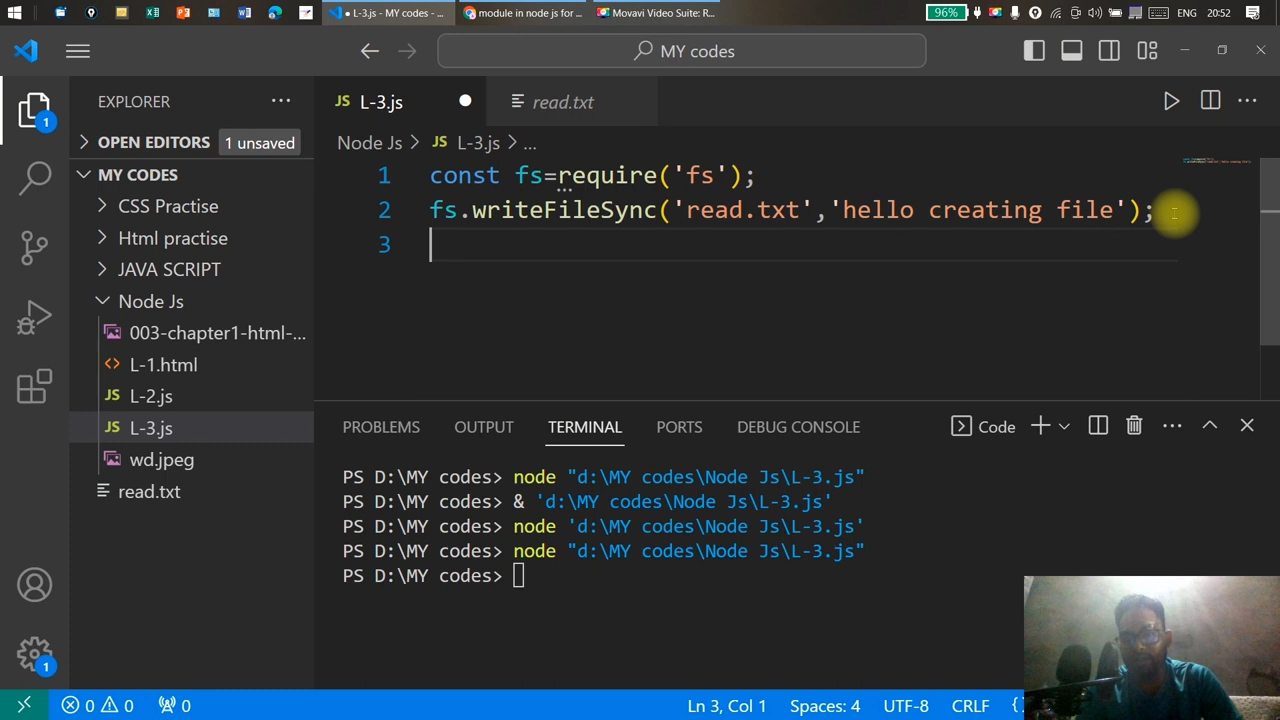 L-3.js - MY codes - ...
module in node js for ...
Movavi Video Suite: R...
96%
ENG
20:52
MY codes
EXPLORER
JS L-3.js
read.txt
OPEN EDITORS
1 unsaved
Node Js > JS L-3.js > ...
MY CODES
1 const fs=require('fs');
CSS Practise
2 fs.writeFileSync('read.txt','hello creating file');
Html practise
3
JAVA SCRIPT
Node Js
003-chapter1-html-...
L-1.html
JS L-2.js
JS L-3.js
wd.jpeg
read.txt
1
1
PROBLEMS OUTPUT TERMINAL PORTS DEBUG CONSOLE
Code
PS D:\MY codes> node "d:\MY codes\Node Js\L-3.js"
PS D:\MY codes> & 'd:\MY codes\Node Js\L-3.js'
PS D:\MY codes> node 'd:\MY codes\Node Js\L-3.js'
PS D:\MY codes> node "d:\MY codes\Node Js\L-3.js"
PS D:\MY codes>
0 0 0
Ln 3, Col 1
Spaces: 4
UTF-8
CRLF
{